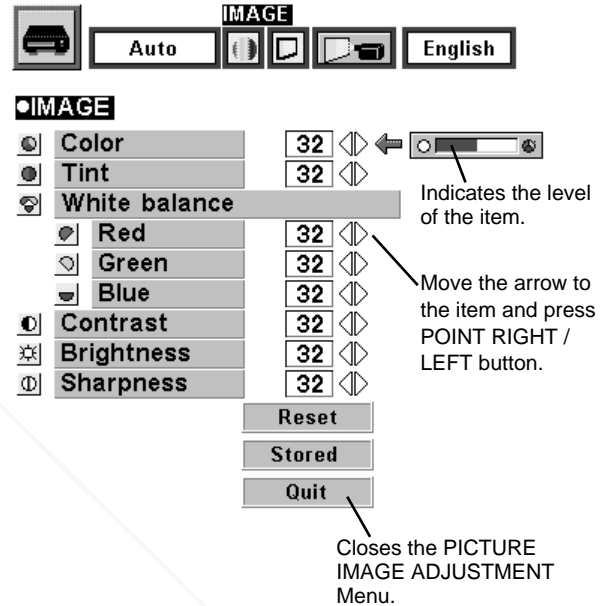 IMAGE
Auto
English
●IMAGE
Color 32
Tint 32
White balance
Red 32
Green 32
Blue 32
Contrast 32
Brightness 32
Sharpness 32
Reset
Stored
Quit
Indicates the level
of the item.
Move the arrow to
the item and press
POINT RIGHT /
LEFT button.
Closes the PICTURE
IMAGE ADJUSTMENT
Menu.